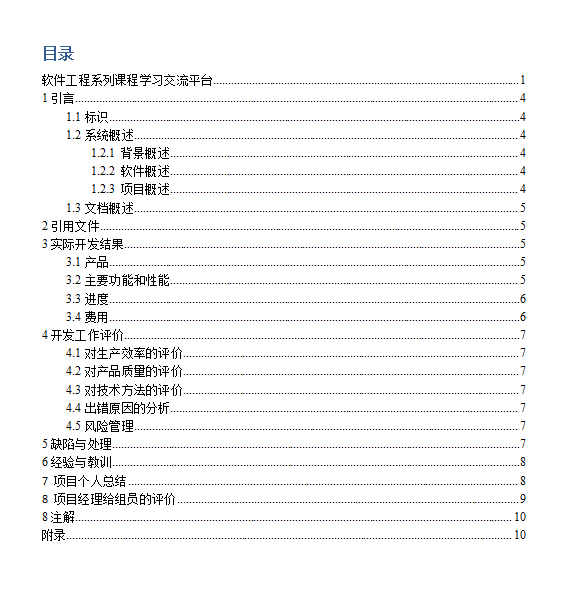 目录
软件工程系列课程学习交流平台 1
1 引言 4
1.1 标识 4
1.2 系统概述 4
1.2.1 背景概述 4
1.2.2 软件概述 4
1.2.3 项目概述 4
1.3 文档概述 5
2 引用文件 5
3 实际开发结果 5
3.1 产品 5
3.2 主要功能和性能 5
3.3 进度 6
3.4 费用 6
4 开发工作评价 7
4.1 对生产效率的评价 7
4.2 对产品质量的评价 7
4.3 对技术方法的评价 7
4.4 出错原因的分析 7
4.5 风险管理 7
5 缺陷与处理 7
6 经验与教训 8
7 项目个人总结 8
8 项目经理给组员的评价 9
8 注解 10
附录 10